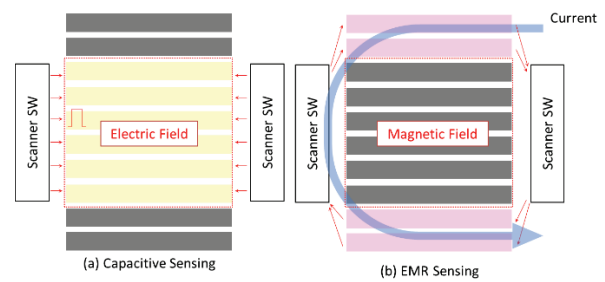 Current
Scanner SW
Electric Field
Scanner SW
Scanner SW
Magnetic Field
Scanner SW
(a) Capacitive Sensing
(b) EMR Sensing